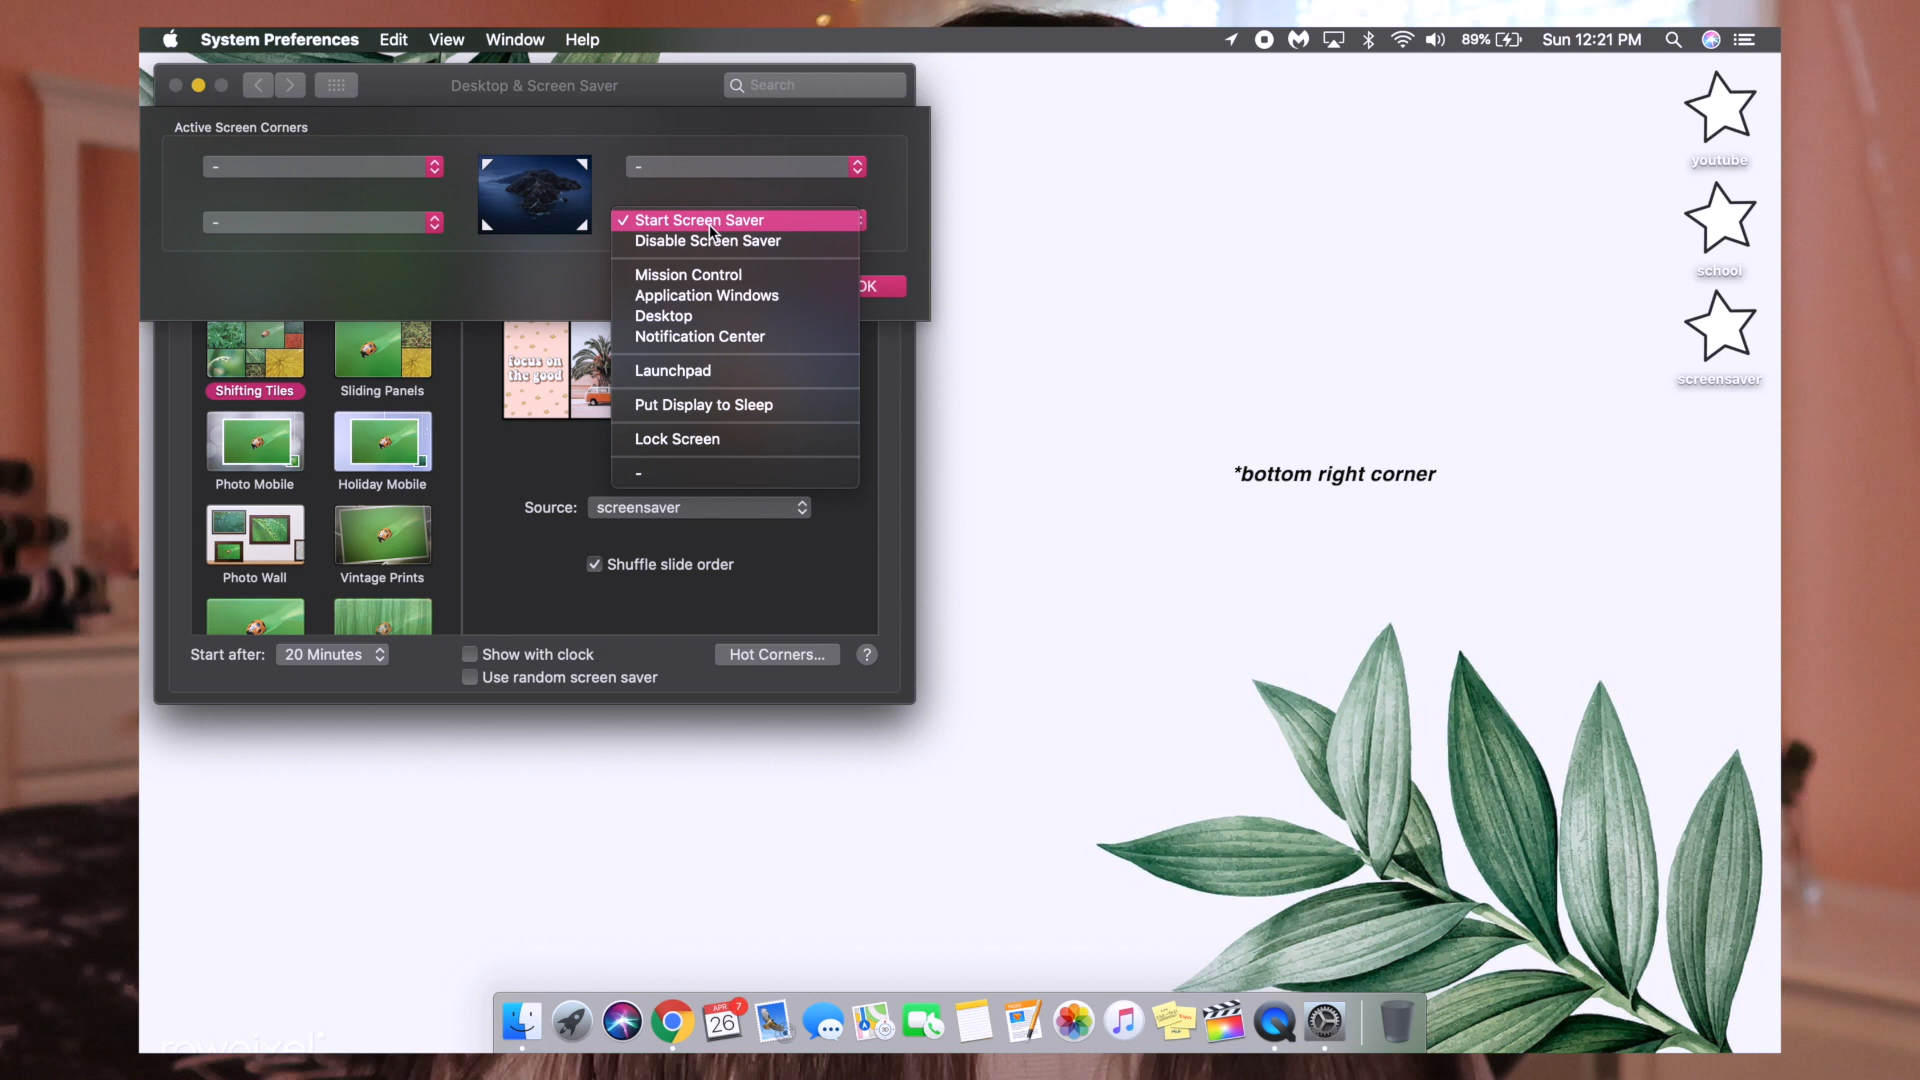 System Preferences Edit View Window Help
89% Sun 12:21 PM
Desktop & Screen Saver
Search
Active Screen Corners
-
-
-
Start Screen Saver
Disable Screen Saver
Mission Control
Application Windows
Desktop
Notification Center
Launchpad
Put Display to Sleep
Lock Screen
-
OK
focus on
the good
Shifting Tiles
Sliding Panels
Photo Mobile
Holiday Mobile
Photo Wall
Vintage Prints
Source: screensaver
Shuffle slide order
Start after: 20 Minutes
Show with clock
Use random screen saver
Hot Corners...
?
youtube
school
screensaver
*bottom right corner
rawpixel
APR
26
7
3D
PAGES